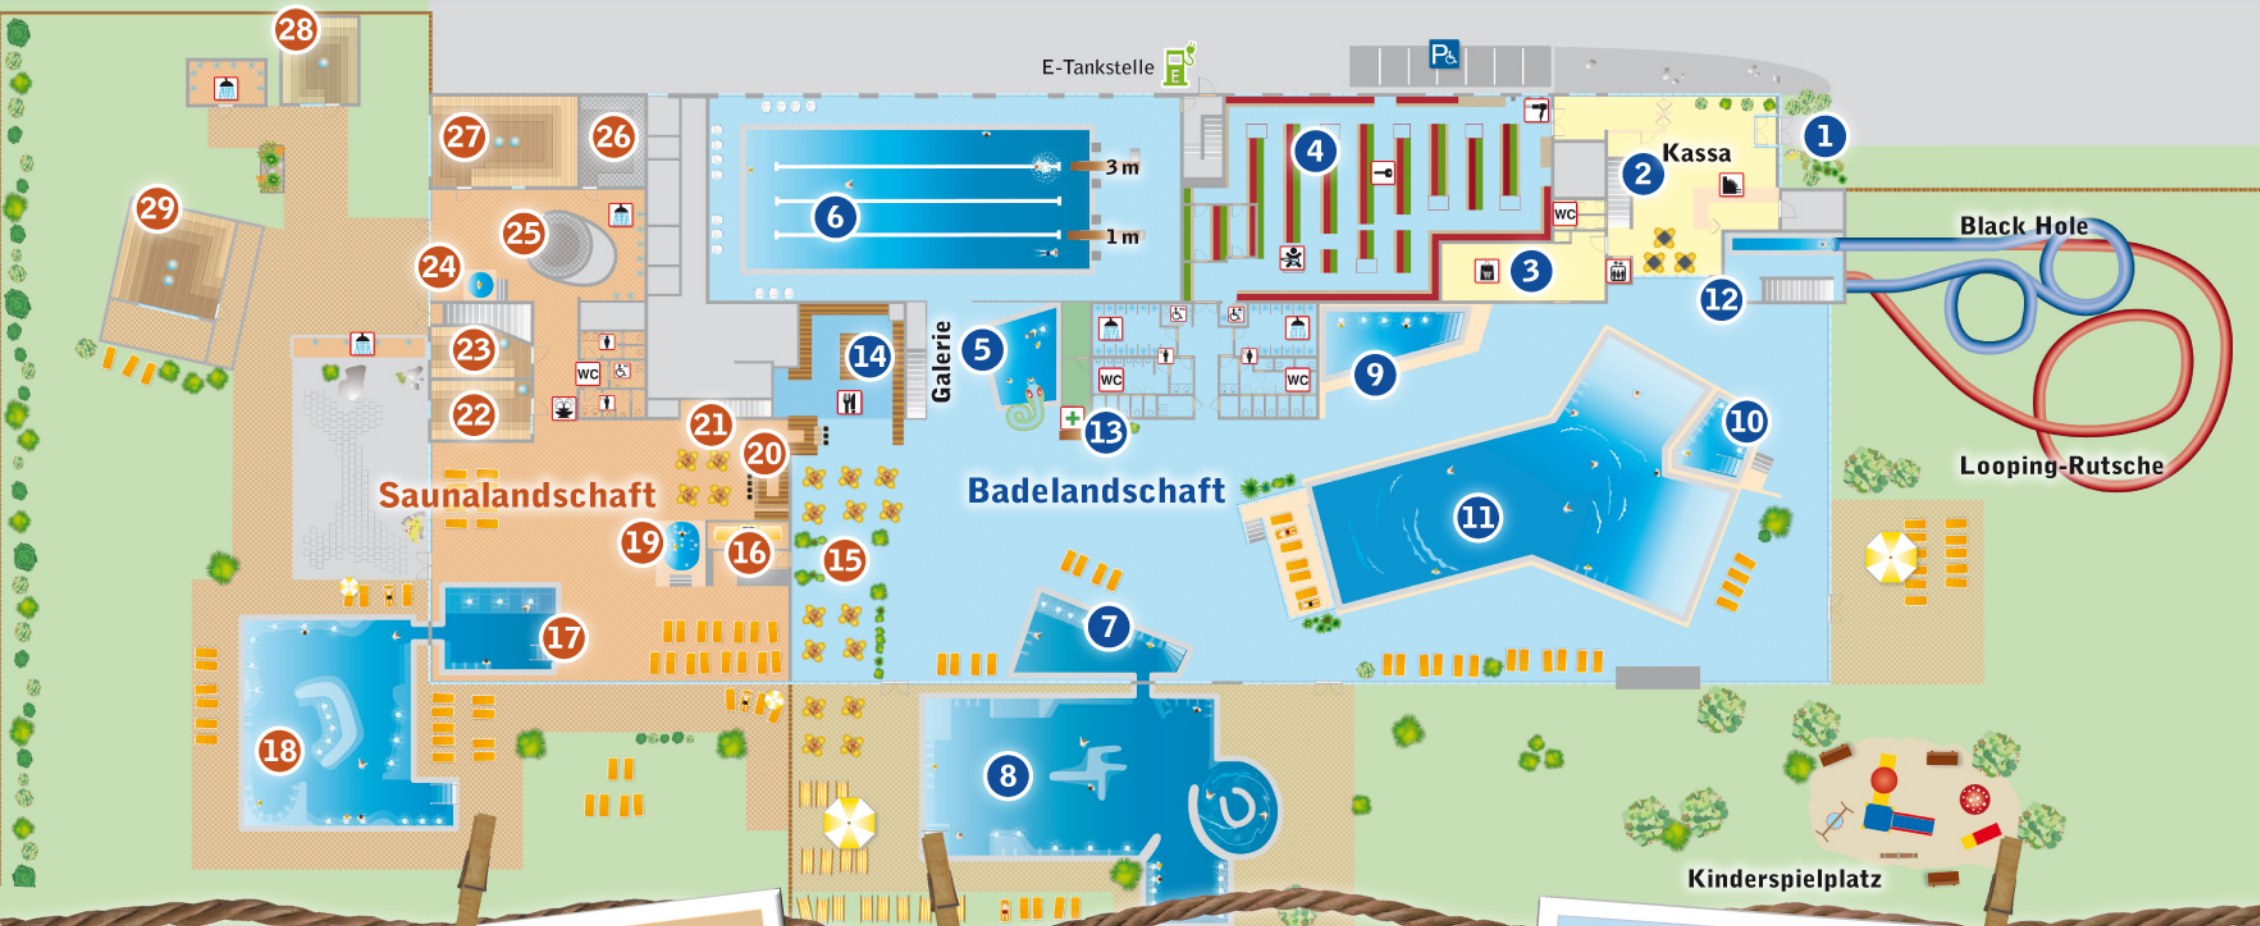 28
E-Tankstelle
E
P
27
26
4
1
Kassa
2
3 m
6
29
25
WC
Black Hole
1 m
24
3
12
23
14
Galerie
5
9
WC
WC
WC
22
21
13
10
20
Looping-Rutsche
Saunalandschaft
Badelandschaft
11
19
16
15
17
7
18
8
Kinderspielplatz